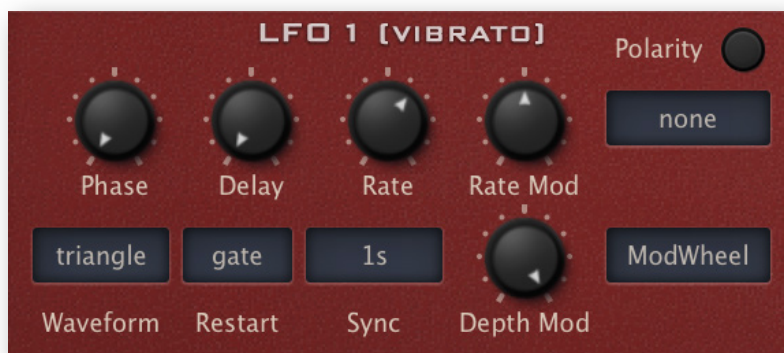 LFO 1 (VIBRATO)
Polarity
none
Phase Delay Rate Rate Mod
triangle gate 1s ModWheel
Waveform Restart Sync Depth Mod